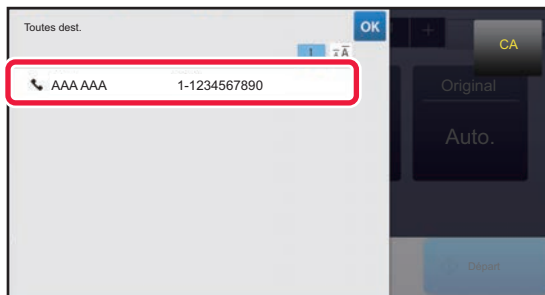 Toutes dest.
OK
CA
1
AAA AAA 1-1234567890
Original
Auto.
Départ